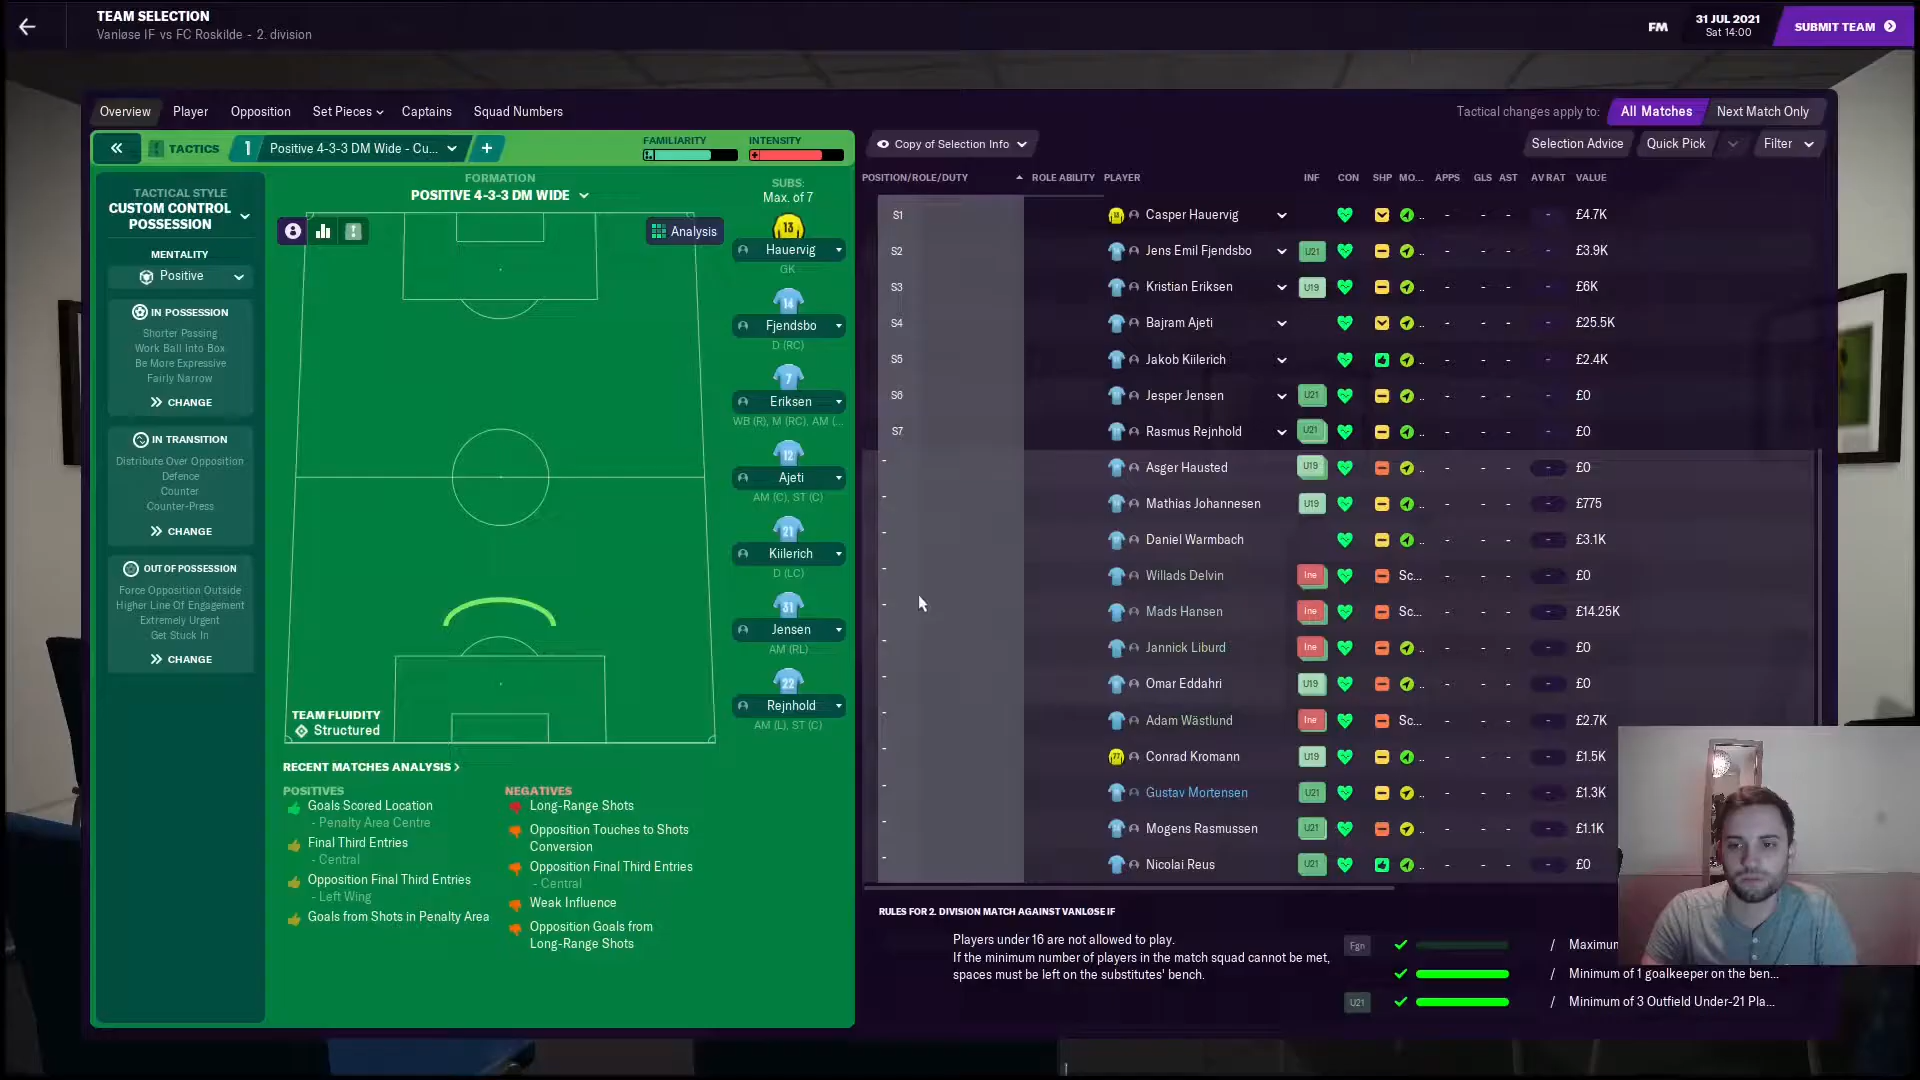 TEAM SELECTION
Vanløse IF vs FC Roskilde - 2. division
FM
31 JUL 2021
Sat 14:00
SUBMIT TEAM
Overview
Player
Opposition
Set Pieces
Captains
Squad Numbers
Tactical changes apply to:
All Matches
Next Match Only
TACTICS
1
Positive 4-3-3 DM Wide - Cu...
+
FAMILIARITY
INTENSITY
Copy of Selection Info
Selection Advice
Quick Pick
Filter
TACTICAL STYLE
CUSTOM CONTROL
POSSESSION
MENTALITY
Positive
IN POSSESSION
Shorter Passing
Work Ball Into Box
Be More Expressive
Fairly Narrow
CHANGE
IN TRANSITION
Distribute Over Opposition
Defence
Counter
Counter-Press
CHANGE
OUT OF POSSESSION
Force Opposition Outside
Higher Line Of Engagement
Extremely Urgent
Get Stuck In
CHANGE
FORMATION
POSITIVE 4-3-3 DM WIDE
Analysis
TEAM FLUIDITY
Structured
SUBS:
Max. of 7
13
Hauervig
GK
14
Fjendsbo
D (RC)
7
Eriksen
WB (R), M (RC), AM (...
12
Ajeti
AM (C), ST (C)
21
Kiilerich
D (LC)
31
Jensen
AM (RL)
22
Rejnhold
AM (L), ST (C)
RECENT MATCHES ANALYSIS
POSITIVES
Goals Scored Location
- Penalty Area Centre
Final Third Entries
- Central
Opposition Final Third Entries
- Left Wing
Goals from Shots in Penalty Area
NEGATIVES
Long-Range Shots
Opposition Touches to Shots
Conversion
Opposition Final Third Entries
- Central
Weak Influence
Opposition Goals from
Long-Range Shots
POSITION/ROLE/DUTY ROLE ABILITY PLAYER INF CON SHP MO... APPS GLS AST AV RAT VALUE
S1 Casper Hauervig .. - - - - £4.7K
S2 Jens Emil Fjendsbo U21 .. - - - - £3.9K
S3 Kristian Eriksen U19 .. - - - - £6K
S4 Bajram Ajeti .. - - - - £25.5K
S5 Jakob Kiilerich .. - - - - £2.4K
S6 Jesper Jensen U21 .. - - - - £0
S7 Rasmus Rejnhold U21 .. - - - - £0
- Asger Hausted U19 .. - - - - £0
- Mathias Johannesen U19 .. - - - - £775
- Daniel Warmbach .. - - - - £3.1K
- Willads Delvin Ine Sc... - - - - £0
- Mads Hansen Ine Sc... - - - - £14.25K
- Jannick Liburd Ine .. - - - - £0
- Omar Eddahri U19 .. - - - - £0
- Adam Wästlund Ine Sc... - - - - £2.7K
- 77 Conrad Kromann U19 .. - - - - £1.5K
- Gustav Mortensen U21 .. - - - - £1.3K
- Mogens Rasmussen U21 .. - - - - £1.1K
- Nicolai Reus U21 .. - - - - £0
RULES FOR 2. DIVISION MATCH AGAINST VANLØSE IF
Players under 16 are not allowed to play.
If the minimum number of players in the match squad cannot be met,
spaces must be left on the substitutes' bench.
Fgn / Maximum
/ Minimum of 1 goalkeeper on the ben...
U21 / Minimum of 3 Outfield Under-21 Pla...